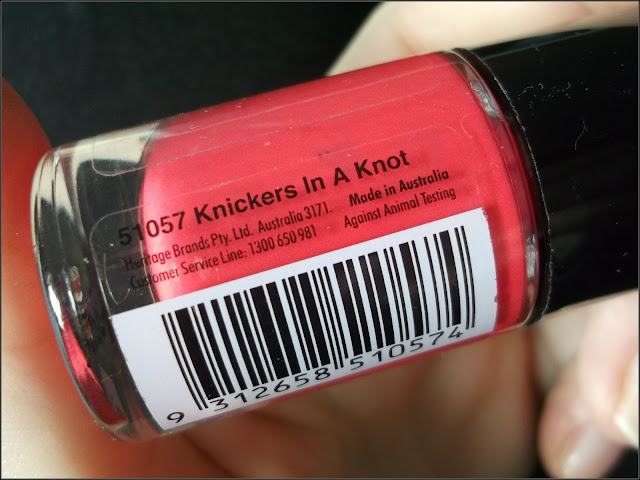 51057 Knickers In A Knot
Heritage Brands Pty. Ltd. Australia 3171. Made in Australia
Customer Service Line: 1300 650 981 Against Animal Testing
9 312658 510574